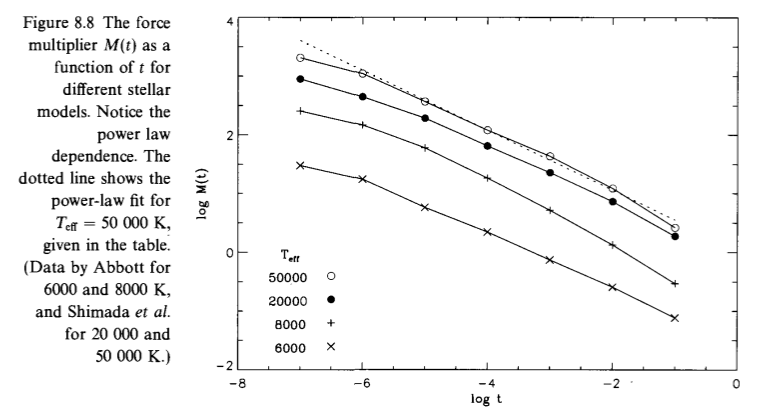 Figure 8.8 The force
multiplier M(t) as a
function of t for
different stellar
models. Notice the
power law
dependence. The
dotted line shows the
power-law fit for
Teff = 50 000 K,
given in the table.
(Data by Abbott for
6000 and 8000 K,
and Shimada et al.
for 20 000 and
50 000 K.)
4
2
0
-2
log M(t)
Teff
50000
20000
8000
6000
-8 -6 -4 -2 0
log t